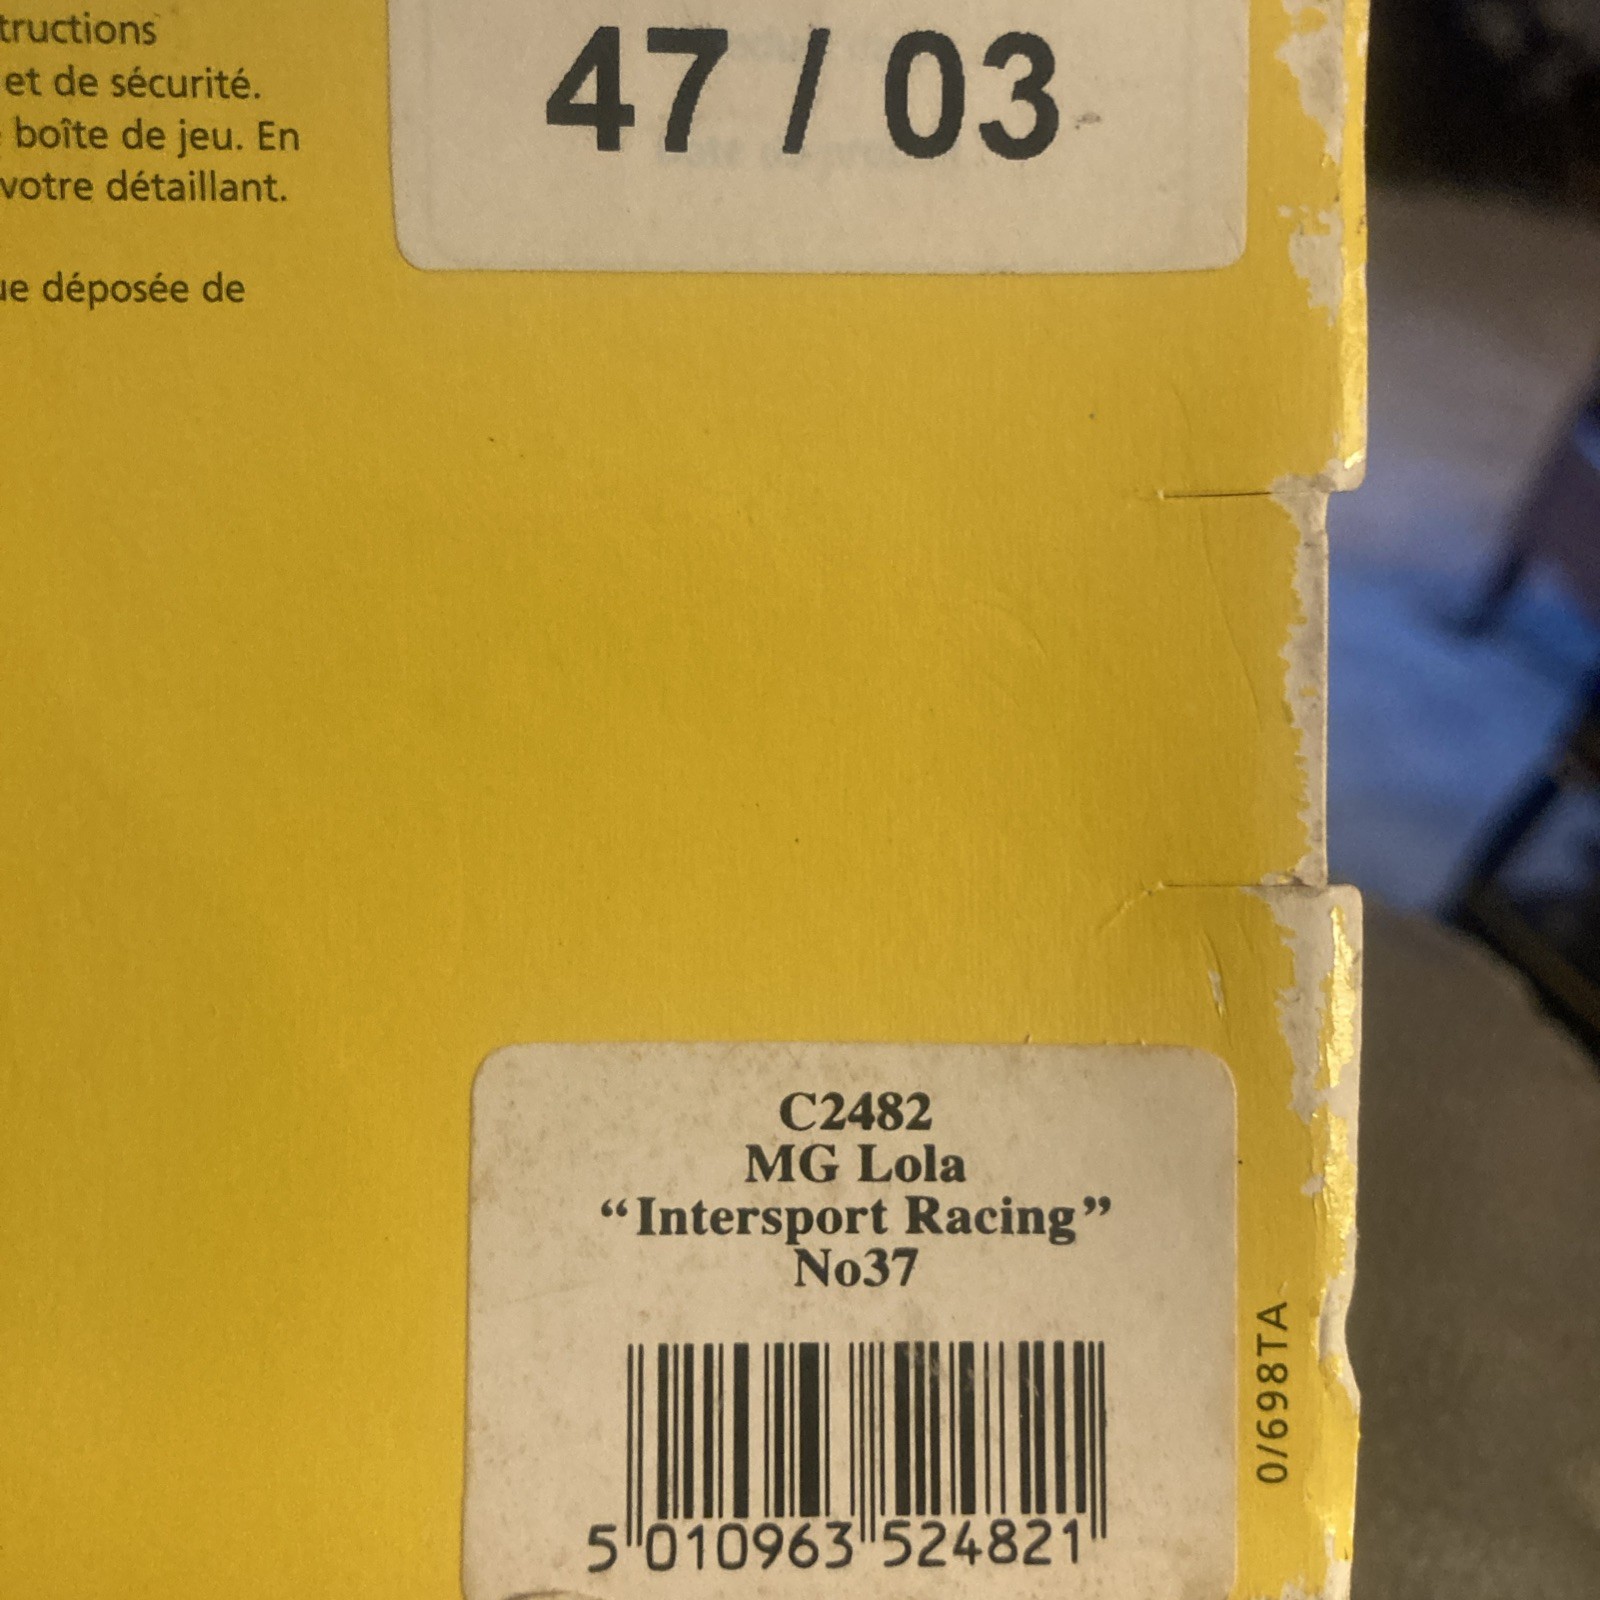 tructions
et de sécurité.
boîte de jeu. En
votre détaillant.
ue déposée de
47 / 03
C2482
MG Lola
“Intersport Racing”
No37
5 010963 524821
0/698TA